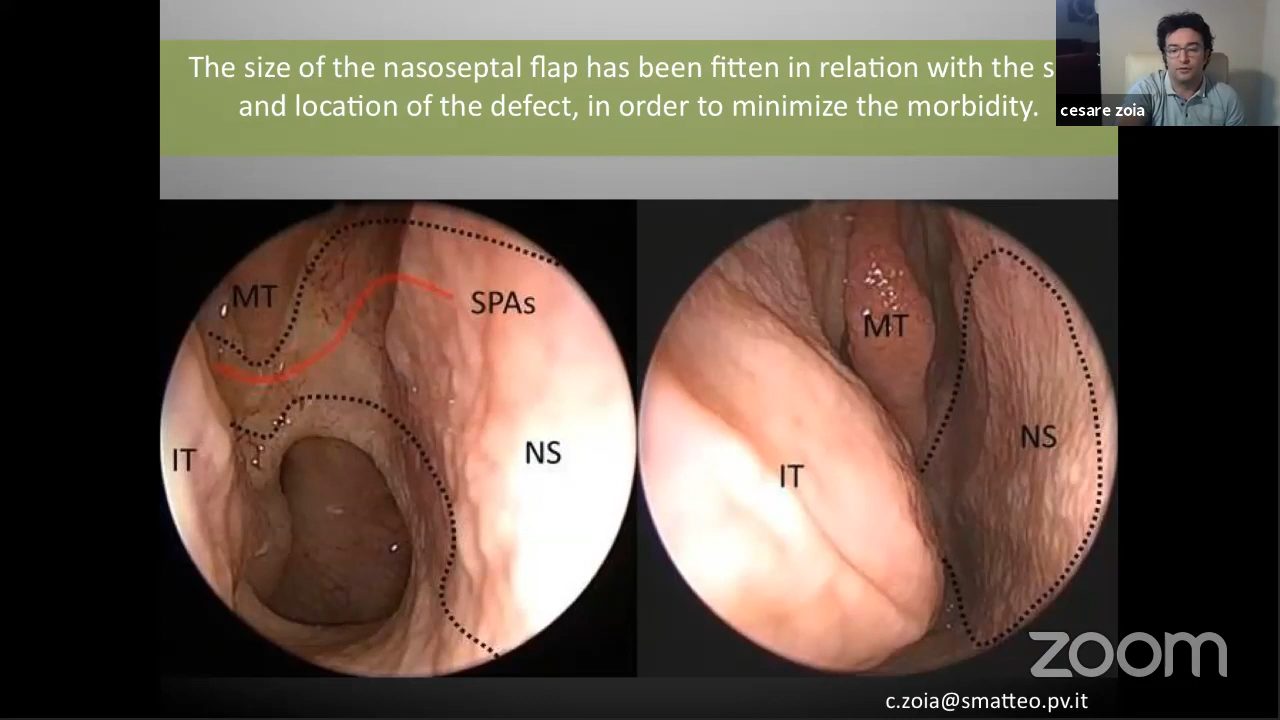 The size of the nasoseptal flap has been fitten in relation with the s
and location of the defect, in order to minimize the morbidity.
cesare zoia
MT
SPAs
IT
NS
MT
IT
NS
zoom
c.zoia@smatteo.pv.it